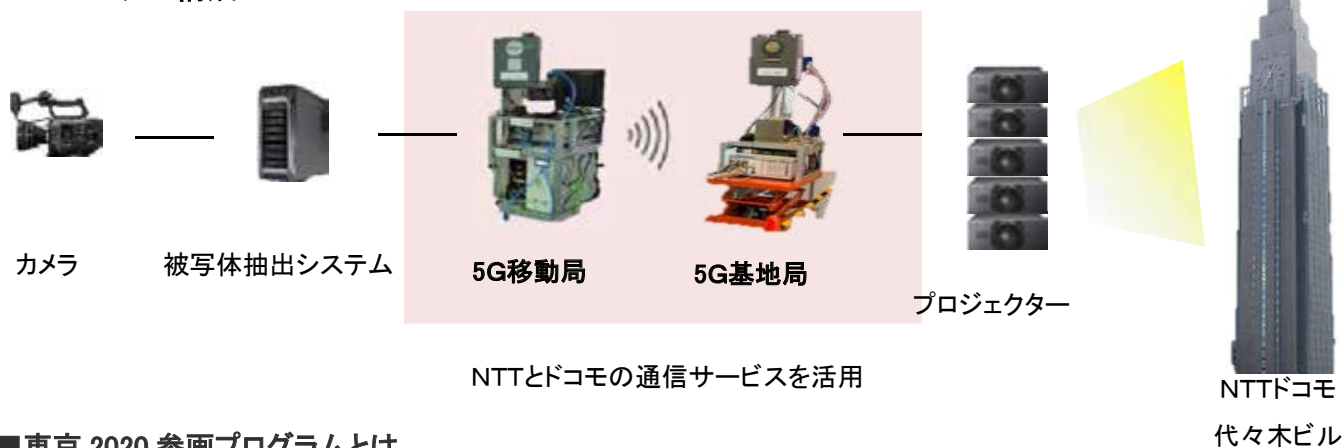 カメラ
被写体抽出システム
5G移動局
5G基地局
プロジェクター
NTTとドコモの通信サービスを活用
NTTドコモ
代々木ビル
■東京 2020 参画プログラムとは